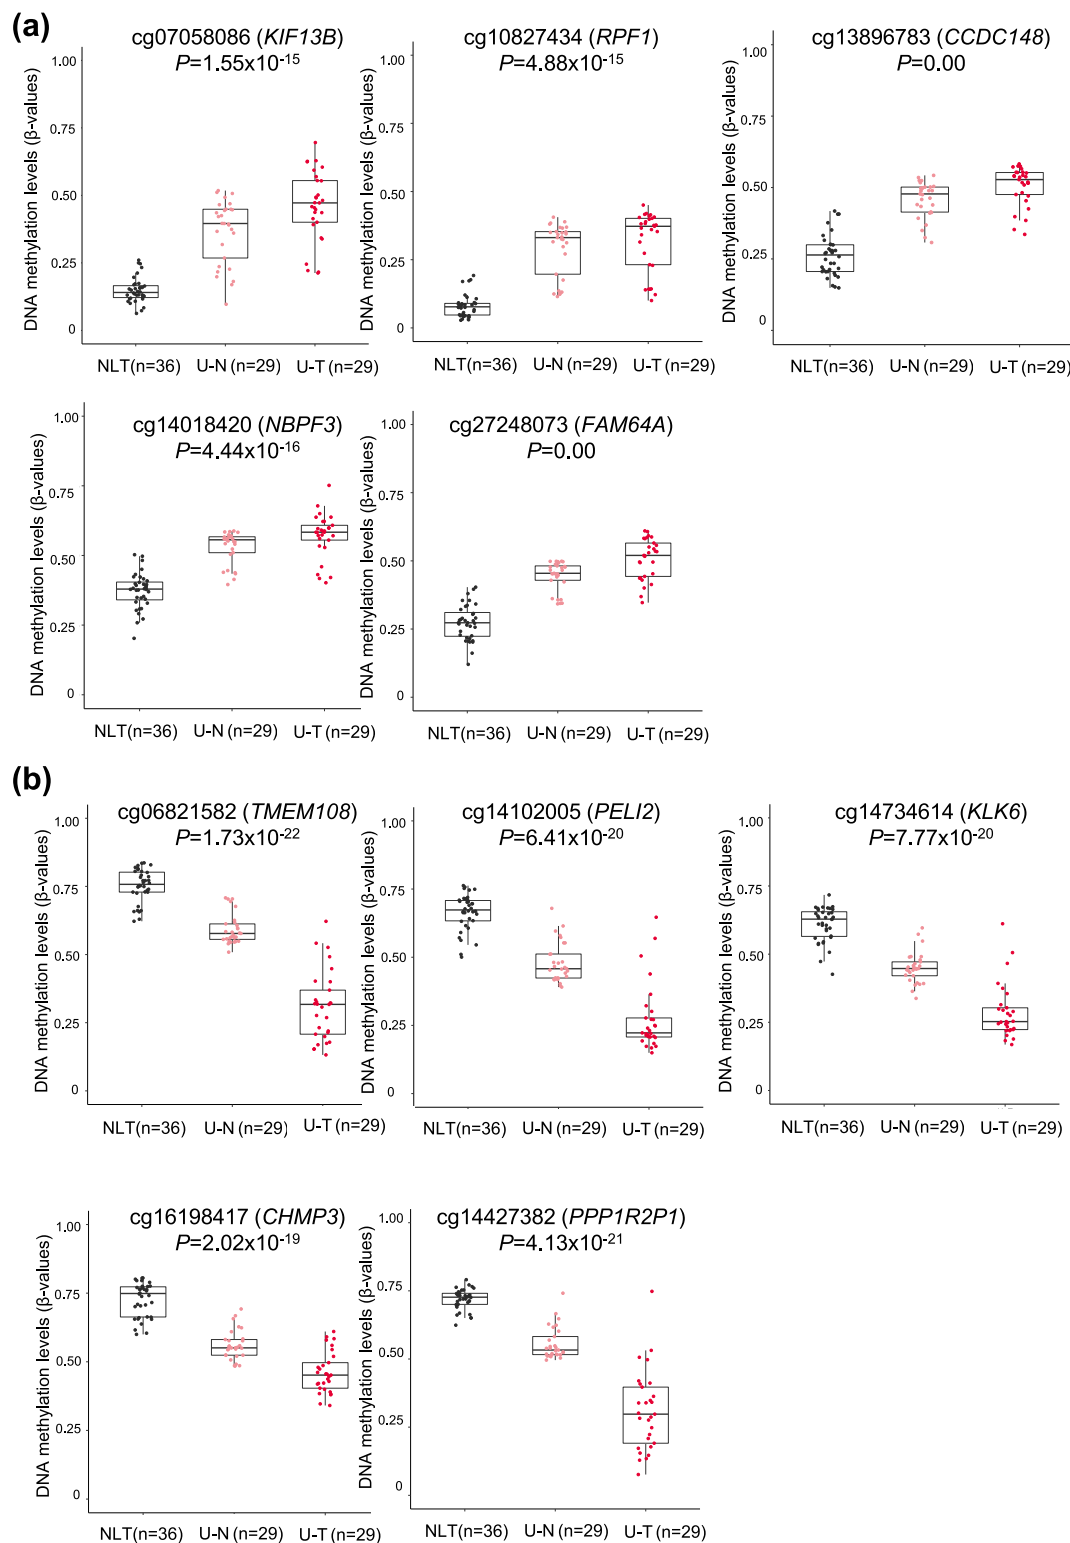 (a)
cg07058086 (KIF13B)
P=1.55x10-15
DNA methylation levels (β-values)
1.00
0.75
0.50
0.25
0
NLT(n=36) U-N (n=29) U-T (n=29)
cg10827434 (RPF1)
P=4.88x10-15
DNA methylation levels (β-values)
1.00
0.75
0.50
0.25
0
NLT(n=36) U-N (n=29) U-T (n=29)
cg13896783 (CCDC148)
P=0.00
DNA methylation levels (β-values)
1.00
0.75
0.50
0.25
0
NLT(n=36) U-N (n=29) U-T (n=29)
cg14018420 (NBPF3)
P=4.44x10-16
DNA methylation levels (β-values)
1.00
0.75
0.50
0.25
0
NLT(n=36) U-N (n=29) U-T (n=29)
cg27248073 (FAM64A)
P=0.00
DNA methylation levels (β-values)
1.00
0.75
0.50
0.25
0
NLT(n=36) U-N (n=29) U-T (n=29)
(b)
cg06821582 (TMEM108)
P=1.73x10-22
DNA methylation levels (β-values)
1.00
0.75
0.50
0.25
0
NLT(n=36) U-N (n=29) U-T (n=29)
cg14102005 (PELI2)
P=6.41x10-20
DNA methylation levels (β-values)
1.00
0.75
0.50
0.25
0
NLT(n=36) U-N (n=29) U-T (n=29)
cg14734614 (KLK6)
P=7.77x10-20
DNA methylation levels (β-values)
1.00
0.75
0.50
0.25
0
NLT(n=36) U-N (n=29) U-T (n=29)
cg16198417 (CHMP3)
P=2.02x10-19
DNA methylation levels (β-values)
1.00
0.75
0.50
0.25
0
NLT(n=36) U-N (n=29) U-T (n=29)
cg14427382 (PPP1R2P1)
P=4.13x10-21
DNA methylation levels (β-values)
1.00
0.75
0.50
0.25
0
NLT(n=36) U-N (n=29) U-T (n=29)